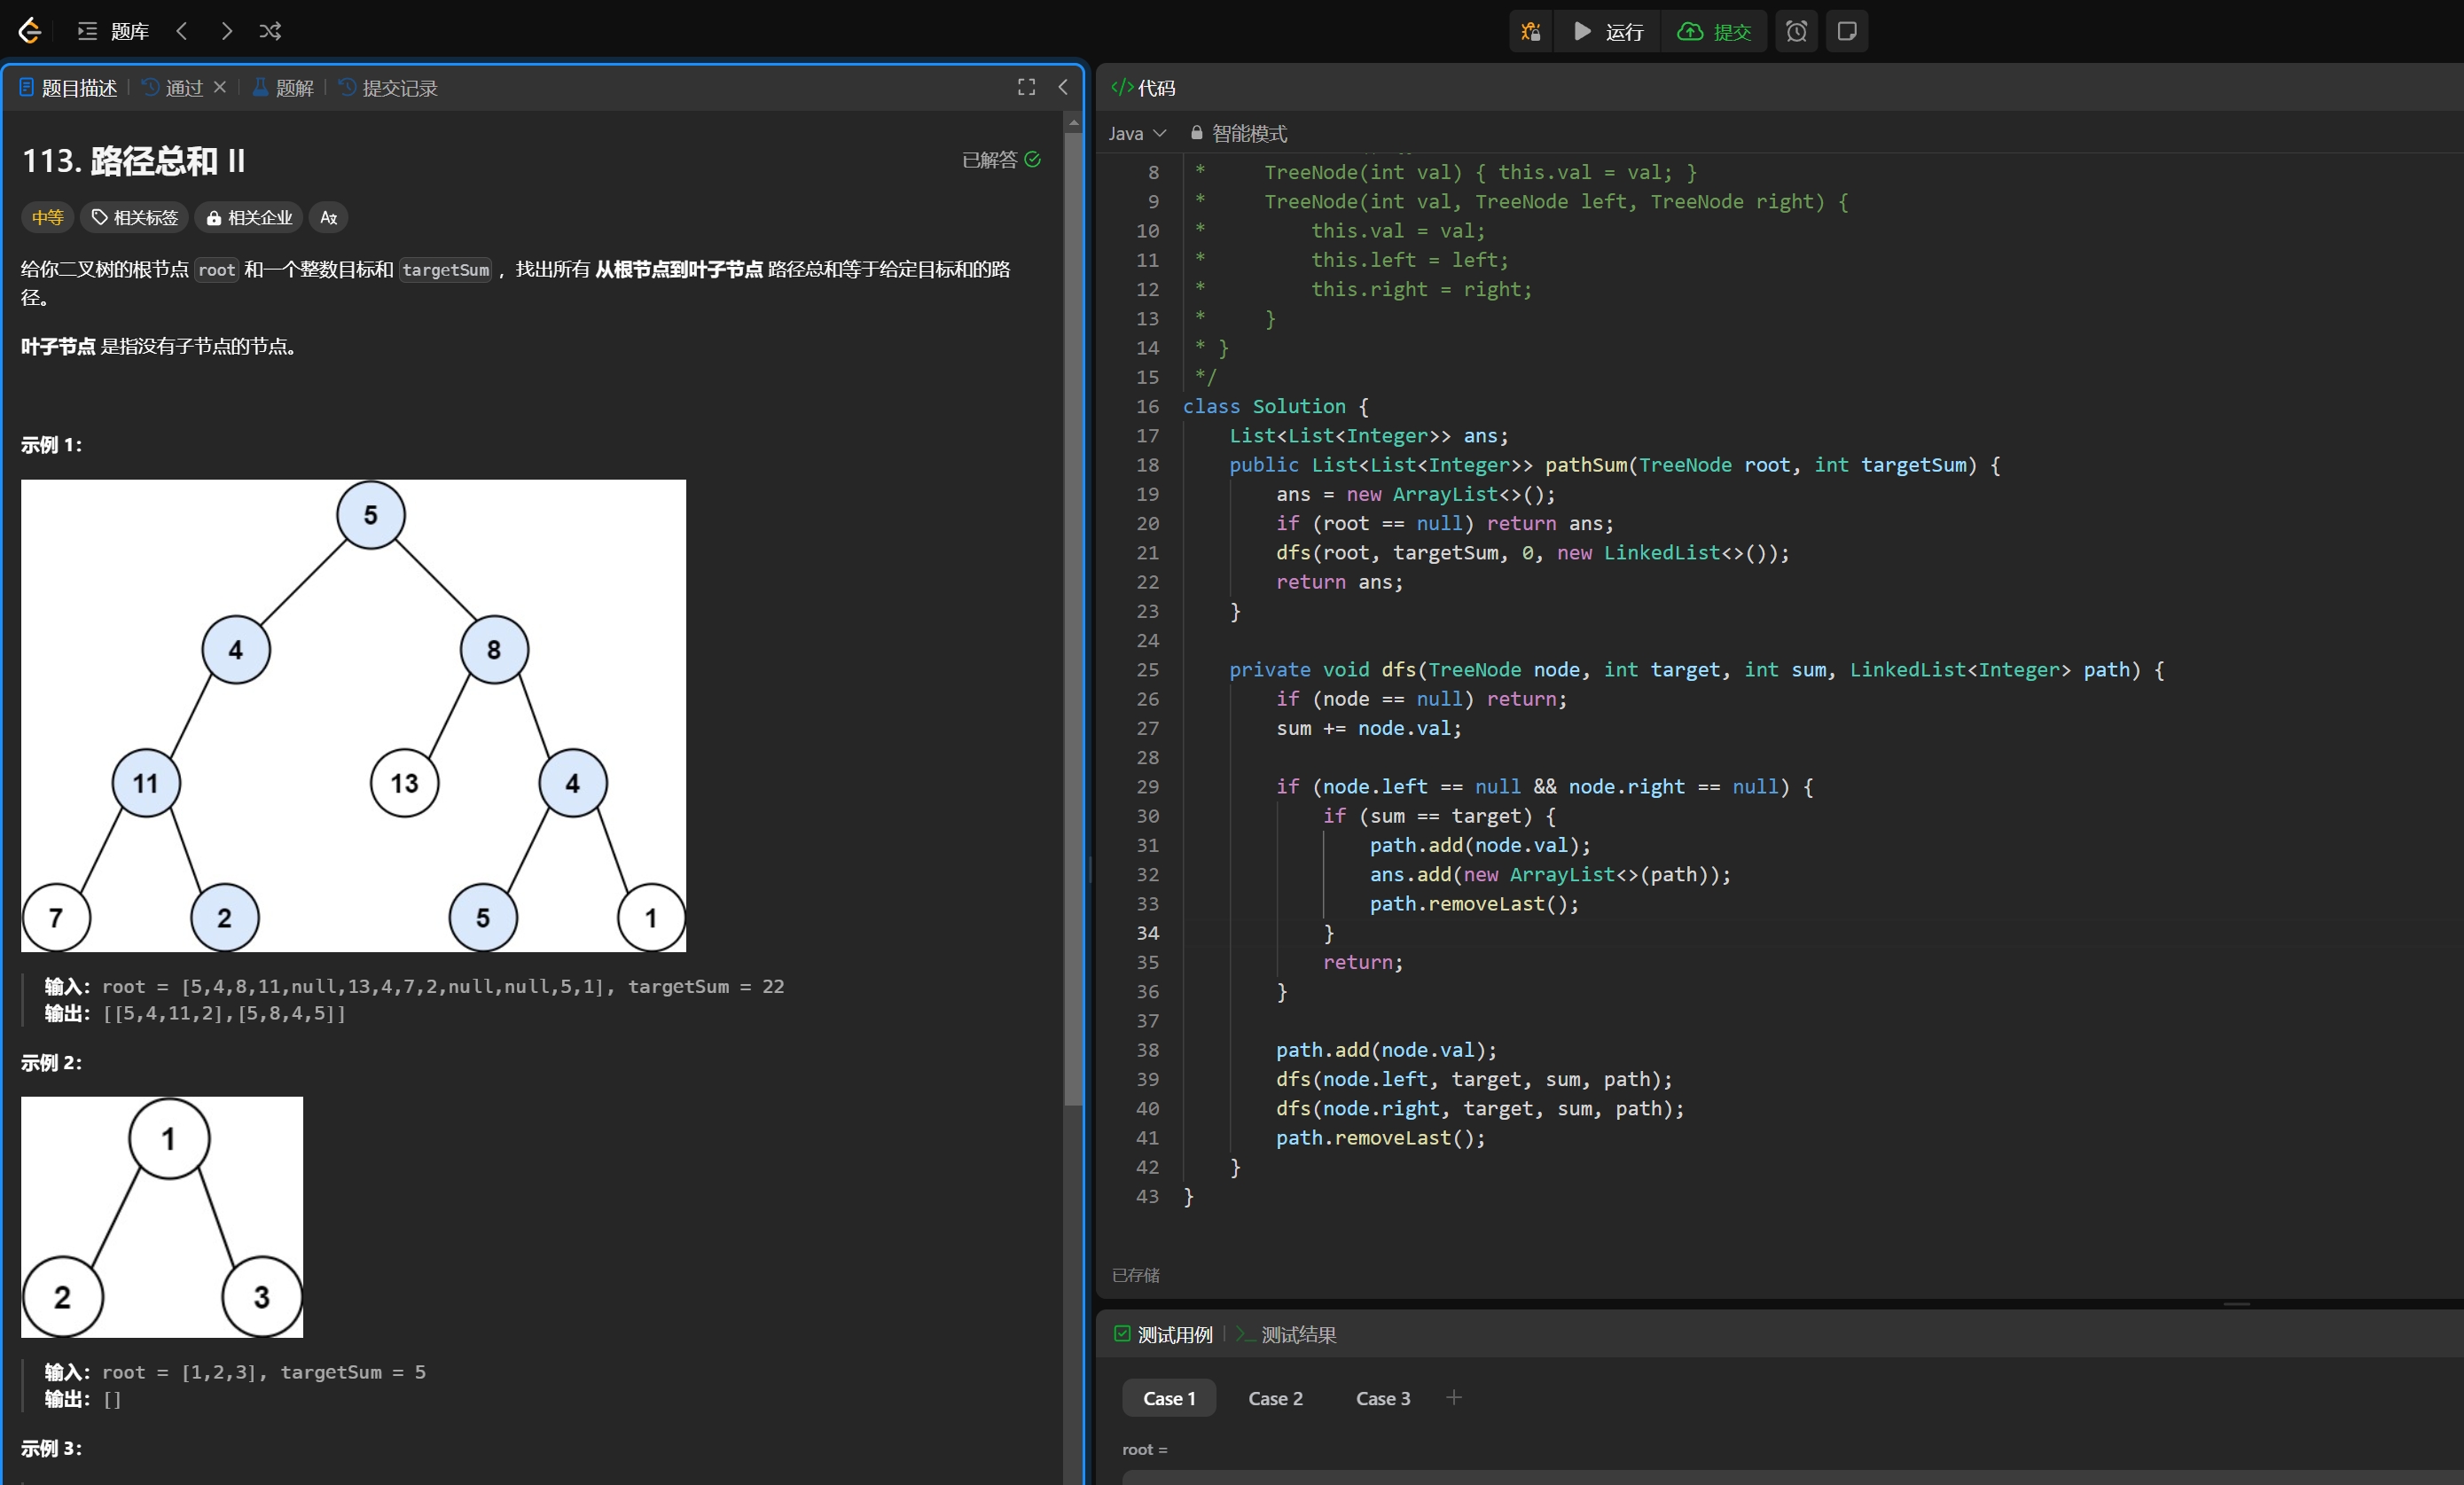 题库
运行
提交
题目描述
通过
题解
提交记录
113. 路径总和 II
已解答
中等
相关标签
相关企业
给你二叉树的根节点 root 和一个整数目标和 targetSum ，找出所有 从根节点到叶子节点 路径总和等于给定目标和的路
径。
叶子节点 是指没有子节点的节点。
示例 1：
5
4
8
11
13
4
7
2
5
1
输入：root = [5,4,8,11,null,13,4,7,2,null,null,5,1], targetSum = 22
输出：[[5,4,11,2],[5,8,4,5]]
示例 2：
1
2
3
输入：root = [1,2,3], targetSum = 5
输出：[]
示例 3：
</> 代码
Java
智能模式
8 *     TreeNode(int val) { this.val = val; }
9 *     TreeNode(int val, TreeNode left, TreeNode right) {
10 *         this.val = val;
11 *         this.left = left;
12 *         this.right = right;
13 *     }
14 * }
15 */
16 class Solution {
17     List<List<Integer>> ans;
18     public List<List<Integer>> pathSum(TreeNode root, int targetSum) {
19         ans = new ArrayList<>();
20         if (root == null) return ans;
21         dfs(root, targetSum, 0, new LinkedList<>());
22         return ans;
23     }
24
25     private void dfs(TreeNode node, int target, int sum, LinkedList<Integer> path) {
26         if (node == null) return;
27         sum += node.val;
28
29         if (node.left == null && node.right == null) {
30             if (sum == target) {
31                 path.add(node.val);
32                 ans.add(new ArrayList<>(path));
33                 path.removeLast();
34             }
35             return;
36         }
37
38         path.add(node.val);
39         dfs(node.left, target, sum, path);
40         dfs(node.right, target, sum, path);
41         path.removeLast();
42     }
43 }
已存储
测试用例
测试结果
Case 1
Case 2
Case 3
root =